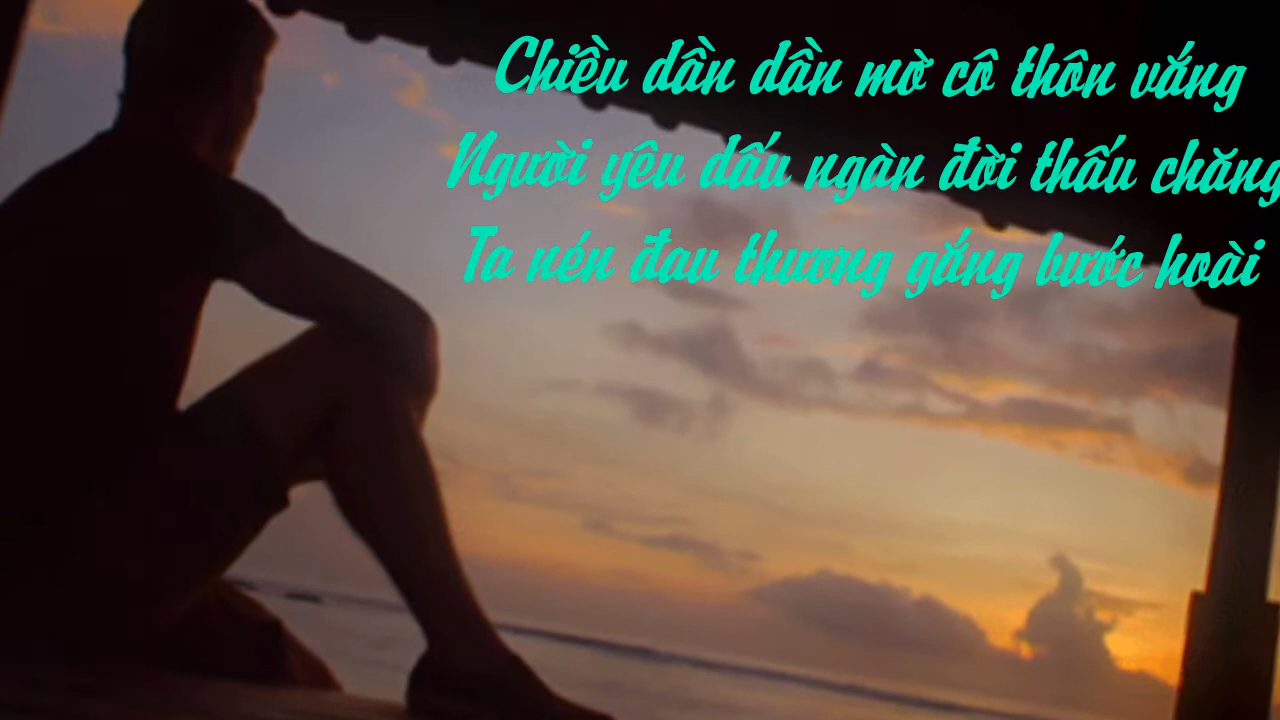 Chiều dần dần mờ cô thôn vắng
Người yêu dấu ngàn đời thấu chăng
Ta nén đau thương gắng bước hoài